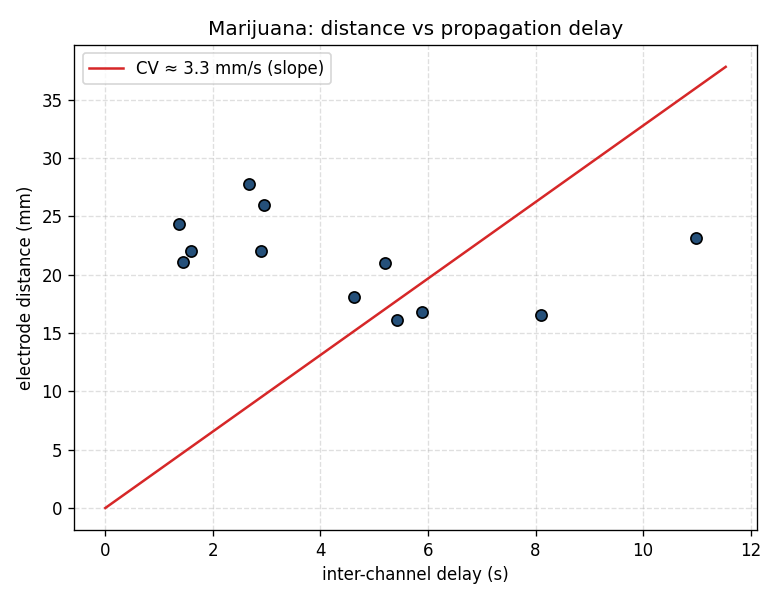 Marijuana: distance vs propagation delay
CV ≈ 3.3 mm/s (slope)
electrode distance (mm)
35
30
25
20
15
10
5
0
0 2 4 6 8 10 12
inter-channel delay (s)